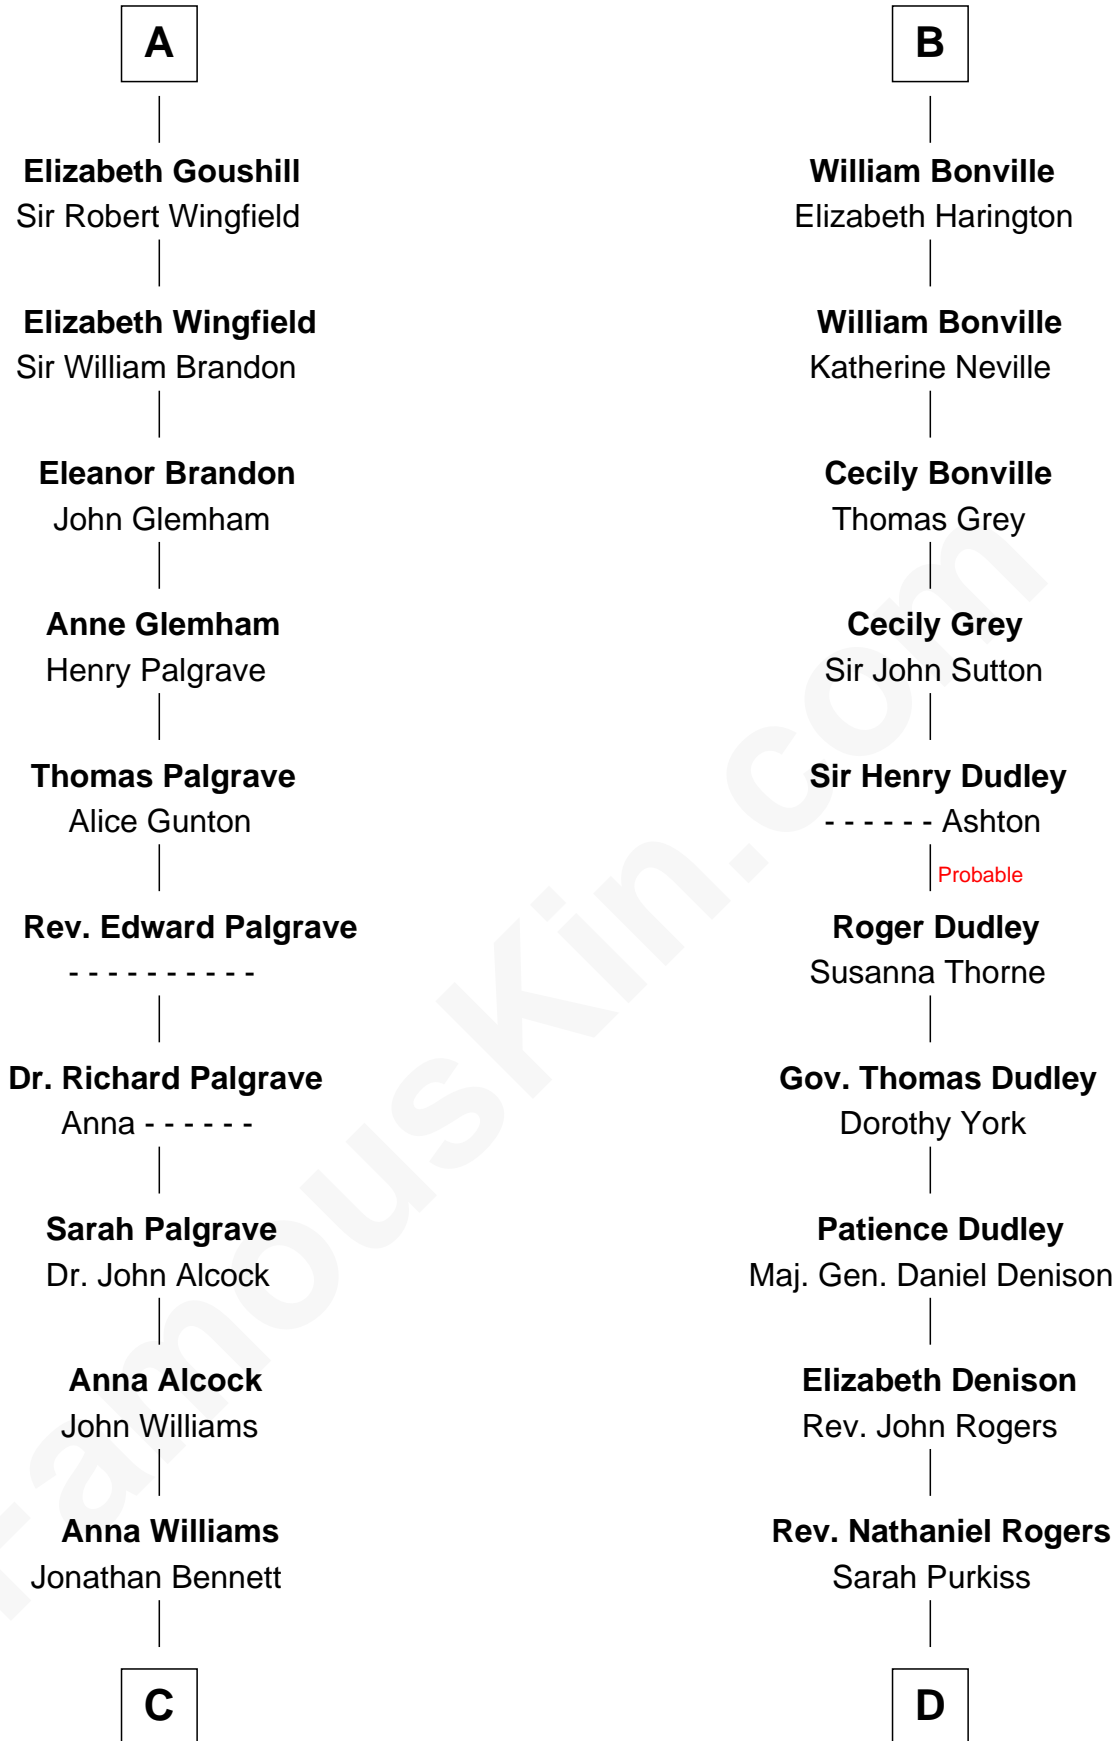 A
Elizabeth Goushill
Sir Robert Wingfield
Elizabeth Wingfield
Sir William Brandon
Eleanor Brandon
John Glemham
Anne Glemham
Henry Palgrave
Thomas Palgrave
Alice Gunton
Rev. Edward Palgrave
- - - - - - - - - -
Dr. Richard Palgrave
Anna - - - - - -
Sarah Palgrave
Dr. John Alcock
Anna Alcock
John Williams
Anna Williams
Jonathan Bennett
C
B
William Bonville
Elizabeth Harington
William Bonville
Katherine Neville
Cecily Bonville
Thomas Grey
Cecily Grey
Sir John Sutton
Sir Henry Dudley
- - - - - - Ashton
Probable
Roger Dudley
Susanna Thorne
Gov. Thomas Dudley
Dorothy York
Patience Dudley
Maj. Gen. Daniel Denison
Elizabeth Denison
Rev. John Rogers
Rev. Nathaniel Rogers
Sarah Purkiss
D
FamousKin.com